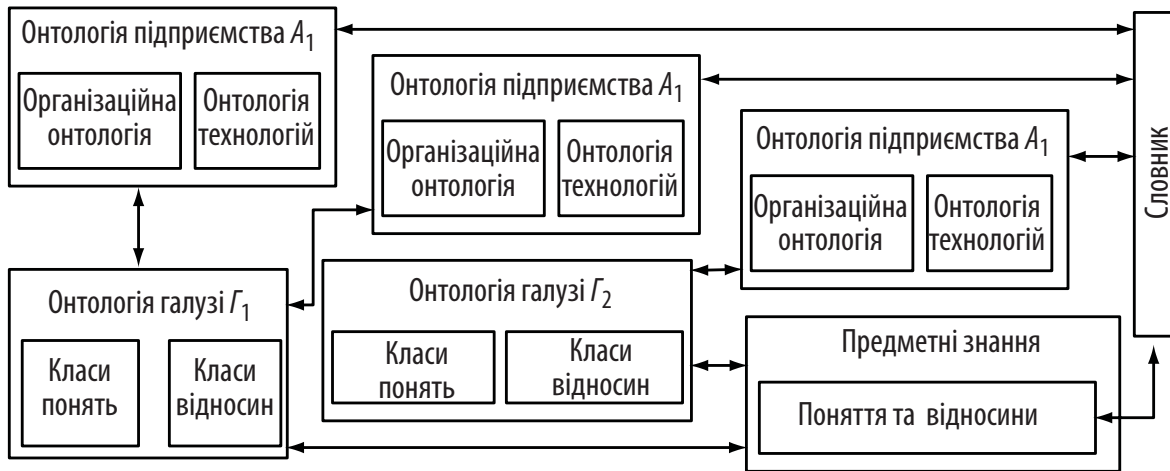 Онтологія підприємства A1
Організаційна
онтологія
Онтологія
технологій
Онтологія підприємства A1
Організаційна
онтологія
Онтологія
технологій
Онтологія підприємства A1
Організаційна
онтологія
Онтологія
технологій
Словник
Онтологія галузі Г1
Класи
понять
Класи
відносин
Онтологія галузі Г2
Класи
понять
Класи
відносин
Предметні знання
Поняття та відносини